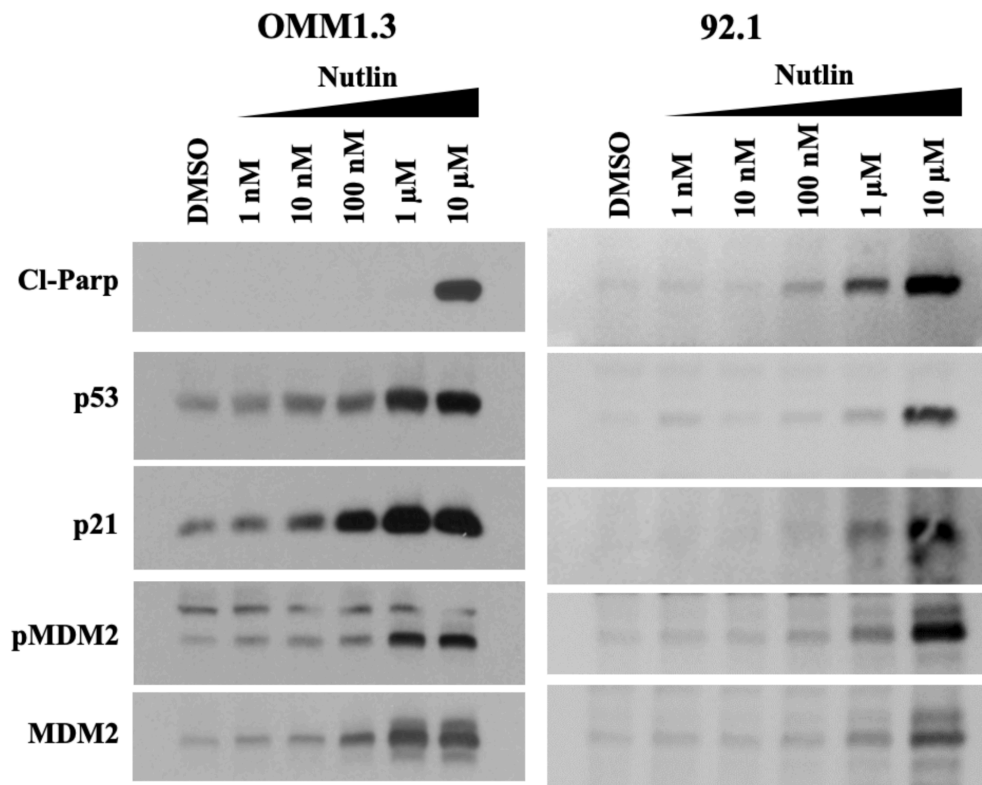 OMM1.3 92.1
Nutlin Nutlin
DMSO 1 nM 10 nM 100 nM 1 µM 10 µM DMSO 1 nM 10 nM 100 nM 1 µM 10 µM
Cl-Parp
p53
p21
pMDM2
MDM2